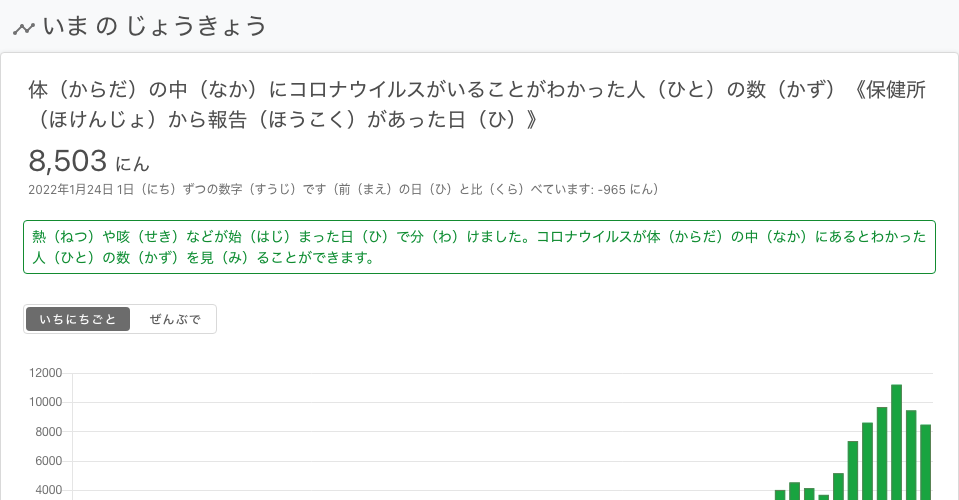 いま の じょうきょう
体（からだ）の中（なか）にコロナウイルスがいることがわかった人（ひと）の数（かず）《保健所
（ほけんじょ）から報告（ほうこく）があった日（ひ）》
8,503 にん
2022年1月24日 1日（にち）ずつの数字（すうじ）です（前（まえ）の日（ひ）と比（くら）べています: -965 にん）
熱（ねつ）や咳（せき）などが始（はじ）まった日（ひ）で分（わ）けました。コロナウイルスが体（からだ）の中（なか）にあるとわかった
人（ひと）の数（かず）を見（み）ることができます。
いちにちごと ぜんぶで
12000
10000
8000
6000
4000